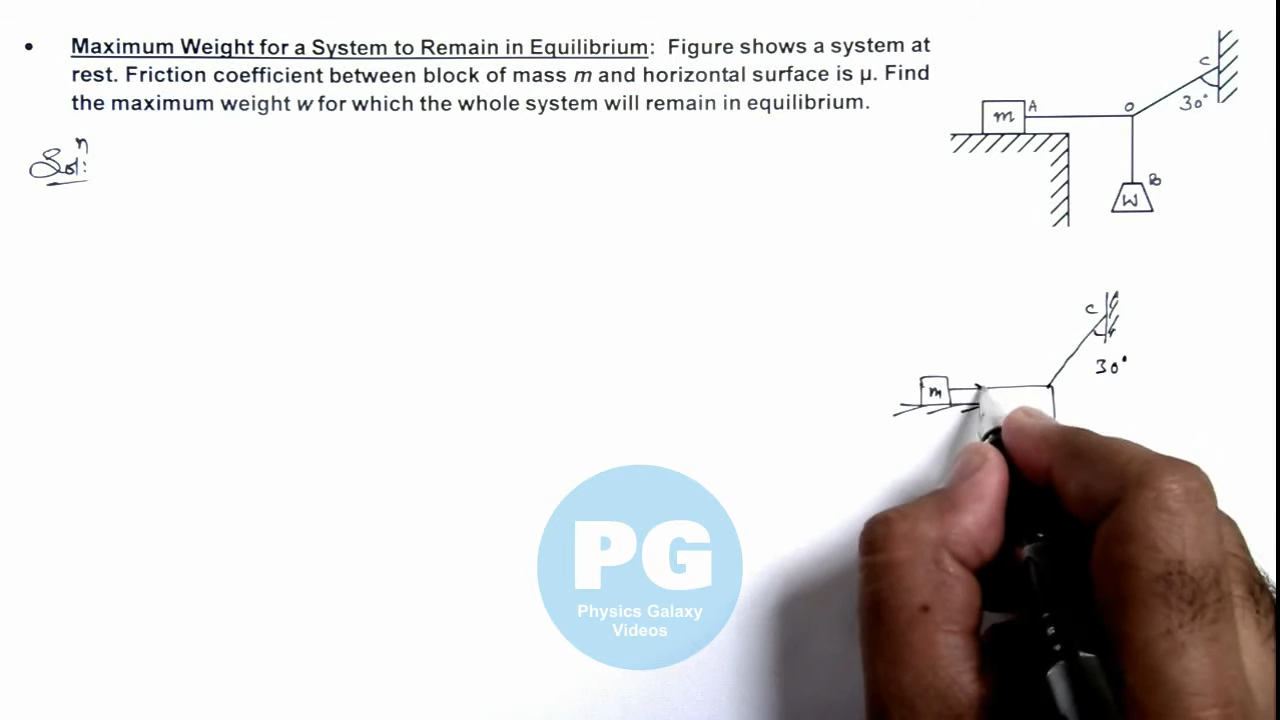 • Maximum Weight for a System to Remain in Equilibrium: Figure shows a system at
rest. Friction coefficient between block of mass m and horizontal surface is µ. Find
the maximum weight w for which the whole system will remain in equilibrium.
Solⁿ:
m
A
O
C
30°
B
W
C
30°
m
PG
Physics Galaxy
Videos